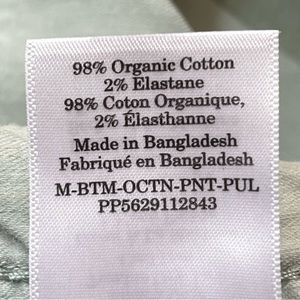 98% Organic Cotton
2% Elastane
98% Coton Organique,
2% Élasthanne
Made in Bangladesh
Fabriqué en Bangladesh
M-BTM-OCTN-PNT-PUL
PP5629112843